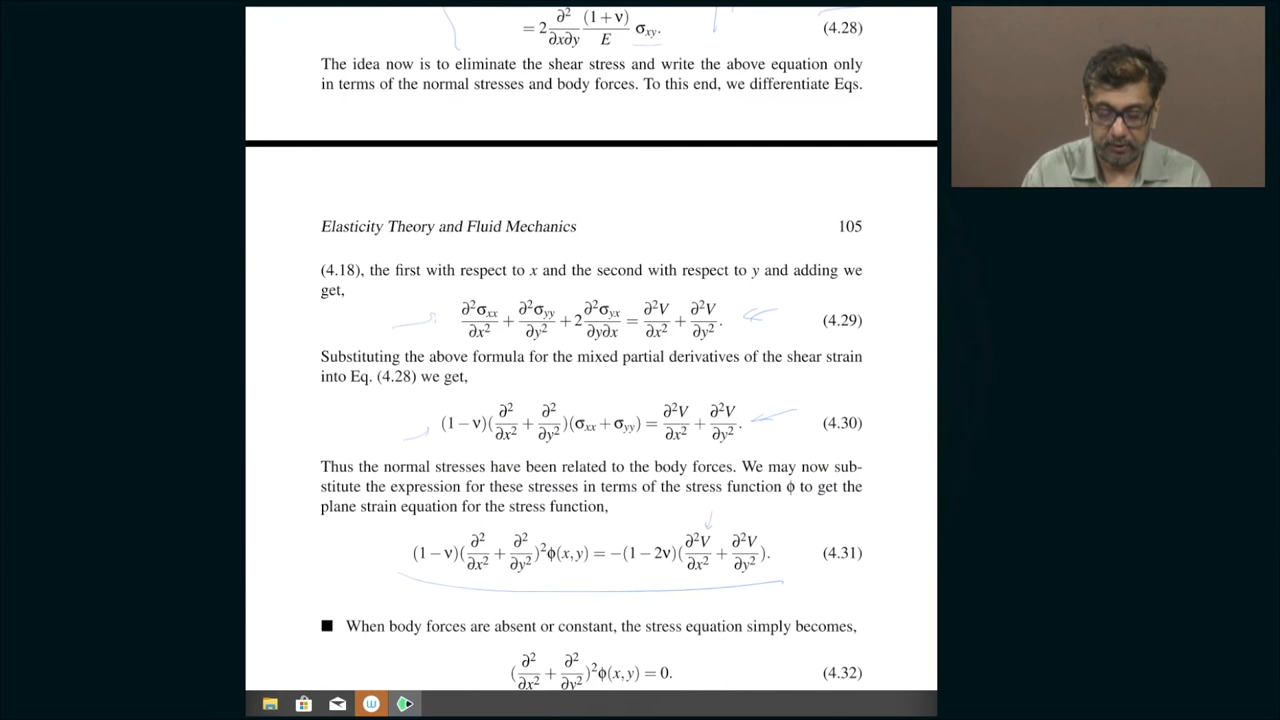 = 2 ∂²/∂x∂y (1+ν)/E σxy. (4.28)
The idea now is to eliminate the shear stress and write the above equation only
in terms of the normal stresses and body forces. To this end, we differentiate Eqs.
Elasticity Theory and Fluid Mechanics 105
(4.18), the first with respect to x and the second with respect to y and adding we
get,
∂²σxx/∂x² + ∂²σyy/∂y² + 2 ∂²σyx/∂y∂x = ∂²V/∂x² + ∂²V/∂y². (4.29)
Substituting the above formula for the mixed partial derivatives of the shear strain
into Eq. (4.28) we get,
(1−ν)(∂²/∂x² + ∂²/∂y²)(σxx + σyy) = ∂²V/∂x² + ∂²V/∂y². (4.30)
Thus the normal stresses have been related to the body forces. We may now sub-
stitute the expression for these stresses in terms of the stress function ϕ to get the
plane strain equation for the stress function,
(1−ν)(∂²/∂x² + ∂²/∂y²)²ϕ(x,y) = −(1−2ν)(∂²V/∂x² + ∂²V/∂y²). (4.31)
■ When body forces are absent or constant, the stress equation simply becomes,
(∂²/∂x² + ∂²/∂y²)²ϕ(x,y) = 0. (4.32)